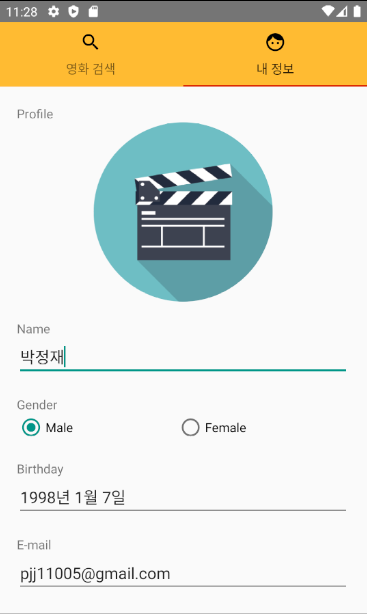 11:28
영화 검색
내 정보
Profile
Name
박정재
Gender
Male
Female
Birthday
1998년 1월 7일
E-mail
pjj11005@gmail.com